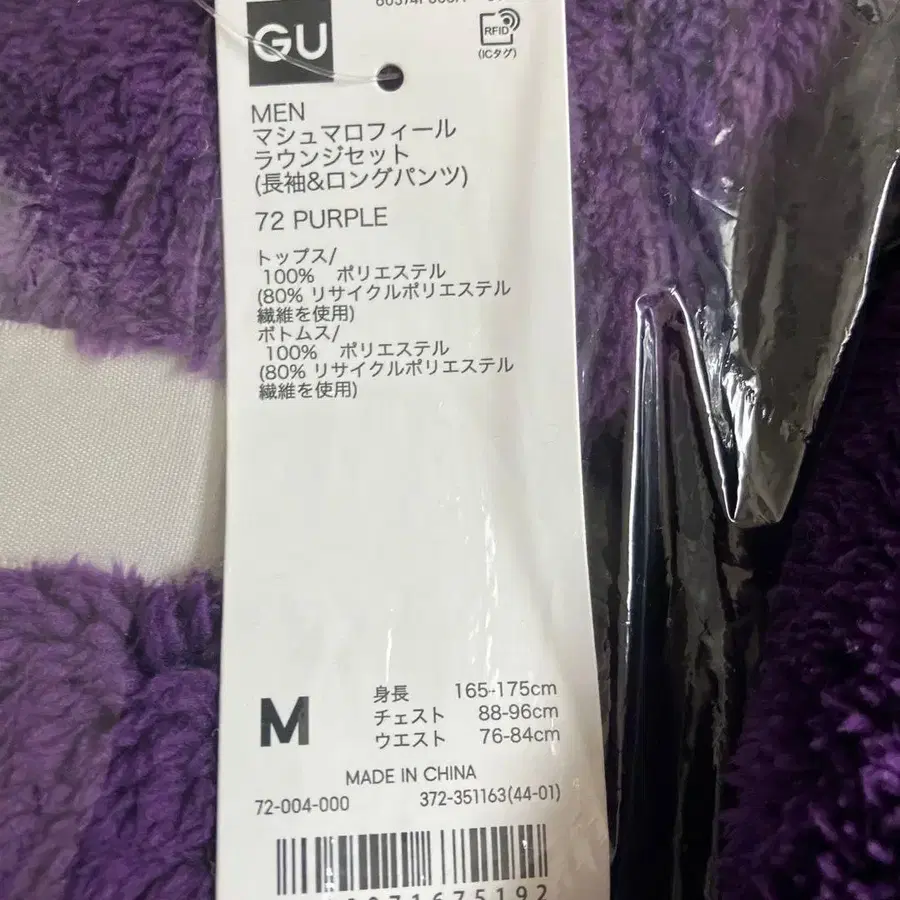 GU
RFID
(ICタグ)
MEN
マシュマロフィール
ラウンジセット
(長袖&ロングパンツ)
72 PURPLE
トップス/
100% ポリエステル
(80% リサイクルポリエステル
繊維を使用)
ボトムス/
100% ポリエステル
(80% リサイクルポリエステル
繊維を使用)
M
身長 165-175cm
チェスト 88-96cm
ウエスト 76-84cm
MADE IN CHINA
72-004-000 372-351163(44-01)